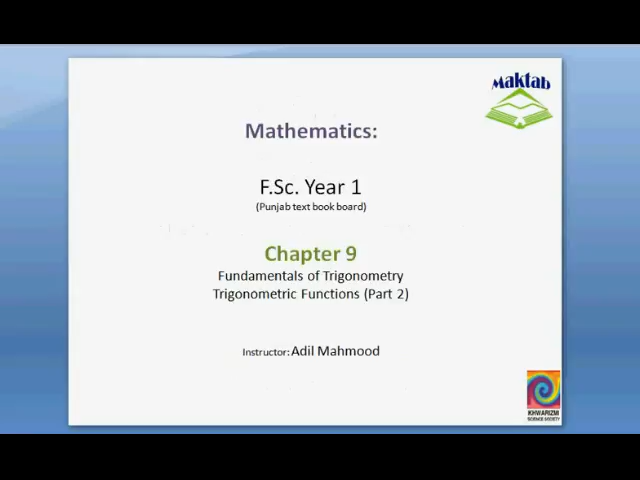 Maktab
Mathematics:
F.Sc. Year 1
(Punjab text book board)
Chapter 9
Fundamentals of Trigonometry
Trigonometric Functions (Part 2)
Instructor: Adil Mahmood
KHWARIZMI
SCIENCE SOCIETY